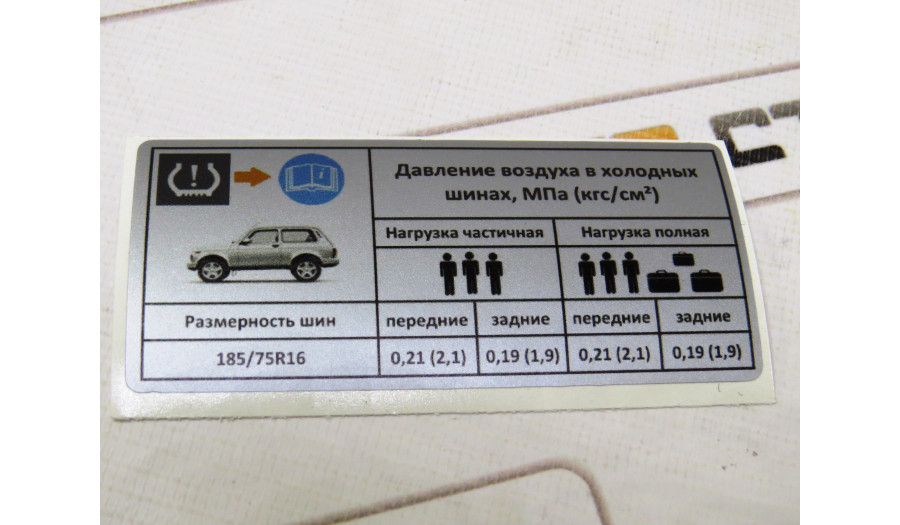 СТ
Давление воздуха в холодных
шинах, МПа (кгс/см²)
Нагрузка частичная Нагрузка полная
Размерность шин передние задние передние задние
185/75R16 0,21 (2,1) 0,19 (1,9) 0,21 (2,1) 0,19 (1,9)